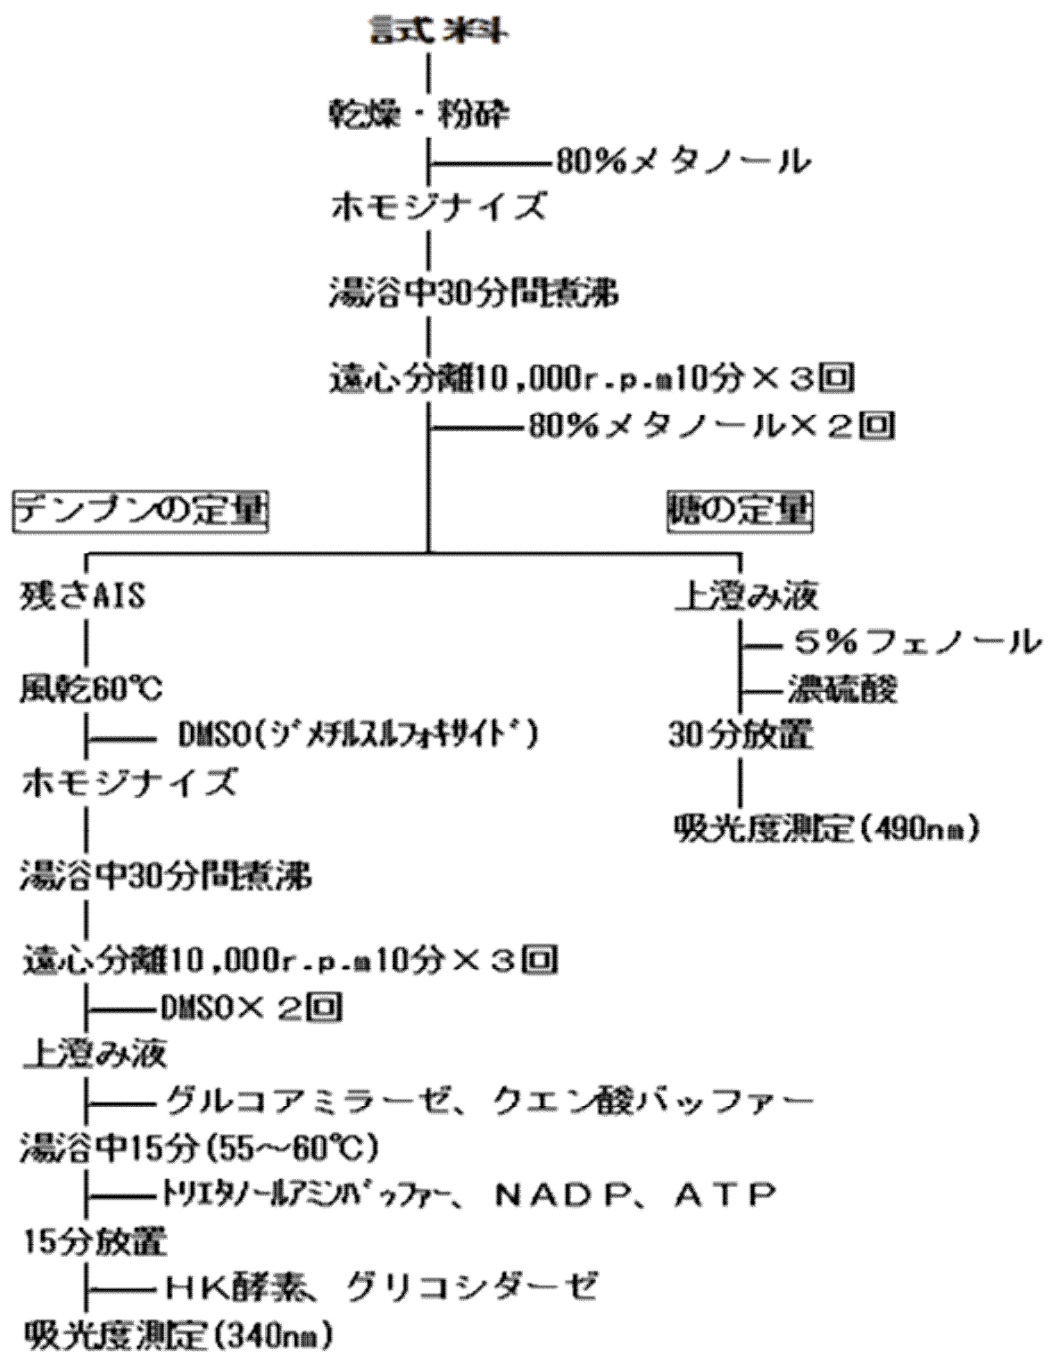 試料
乾燥・粉砕
80%メタノール
ホモジナイズ
湯浴中30分間煮沸
遠心分離10,000r.p.m10分×３回
80%メタノール×２回
デンプンの定量
糖の定量
残さAIS
風乾60℃
DMSO(ｼﾞﾒﾁﾙｽﾙﾌｫｷｻｲﾄﾞ)
ホモジナイズ
湯浴中30分間煮沸
遠心分離10,000r.p.m10分×３回
DMSO×２回
上澄み液
グルコアミラーゼ、クエン酸バッファー
湯浴中15分(55～60℃)
ﾄﾘｴﾀﾉｰﾙｱﾐﾝﾊﾞｯﾌｧｰ、ＮＡＤＰ、ＡＴＰ
15分放置
ＨＫ酵素、グリコシダーゼ
吸光度測定(340nm)
上澄み液
５%フェノール
濃硫酸
30分放置
吸光度測定(490nm)